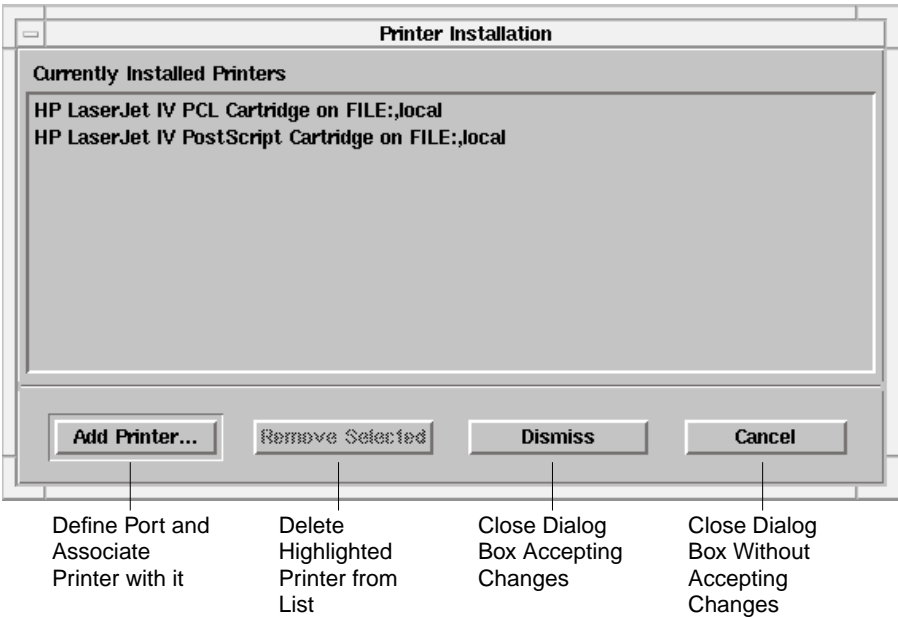 Printer Installation
Currently Installed Printers
HP LaserJet IV PCL Cartridge on FILE:,local
HP LaserJet IV PostScript Cartridge on FILE:,local
Add Printer...
Remove Selected
Dismiss
Cancel
Define Port and
Associate
Printer with it
Delete
Highlighted
Printer from
List
Close Dialog
Box Accepting
Changes
Close Dialog
Box Without
Accepting
Changes